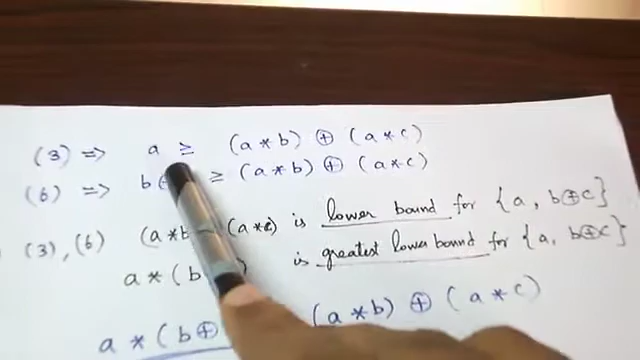 (3) => a ≥ (a * b) ⊕ (a * c)
(6) => b ≥ (a * b) ⊕ (a * c)
(3), (6) (a * b (a * c) is lower bound for {a, b ⊕ c}
a * (b is greatest lower bound for {a, b ⊕ c}
a * (b ⊕ (a * b) ⊕ (a * c)